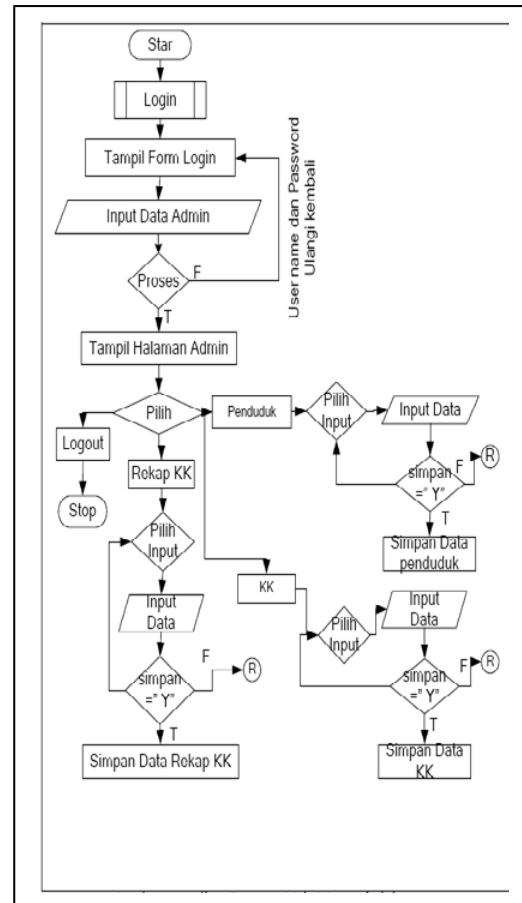 Star
Login
Tampil Form Login
Input Data Admin
Proses
F
T
User name dan Password
Ulangi kembali
Tampil Halaman Admin
Pilih
Logout
Stop
Penduduk
Pilih
Input
Input Data
simpan
=" Y"
F
R
T
Simpan Data
penduduk
Rekap KK
Pilih
Input
Input
Data
simpan
=" Y"
F
R
T
Simpan Data Rekap KK
KK
Pilih
Input
Input
Data
simpan
=" Y"
F
R
T
Simpan Data
KK